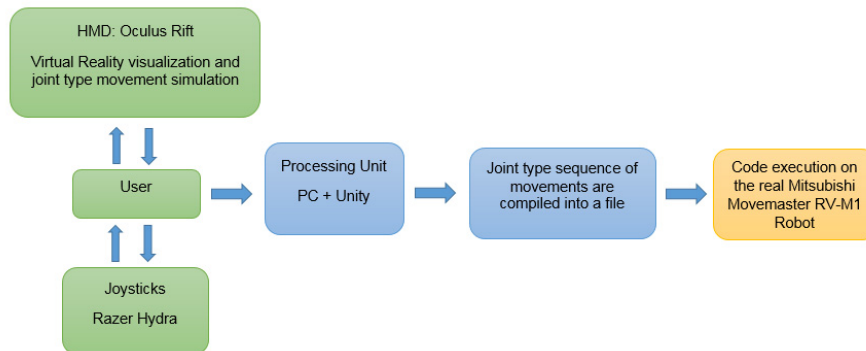 HMD: Oculus Rift
Virtual Reality visualization and
joint type movement simulation
User
Joysticks
Razer Hydra
Processing Unit
PC + Unity
Joint type sequence of
movements are
compiled into a file
Code execution on
the real Mitsubishi
Movemaster RV-M1
Robot